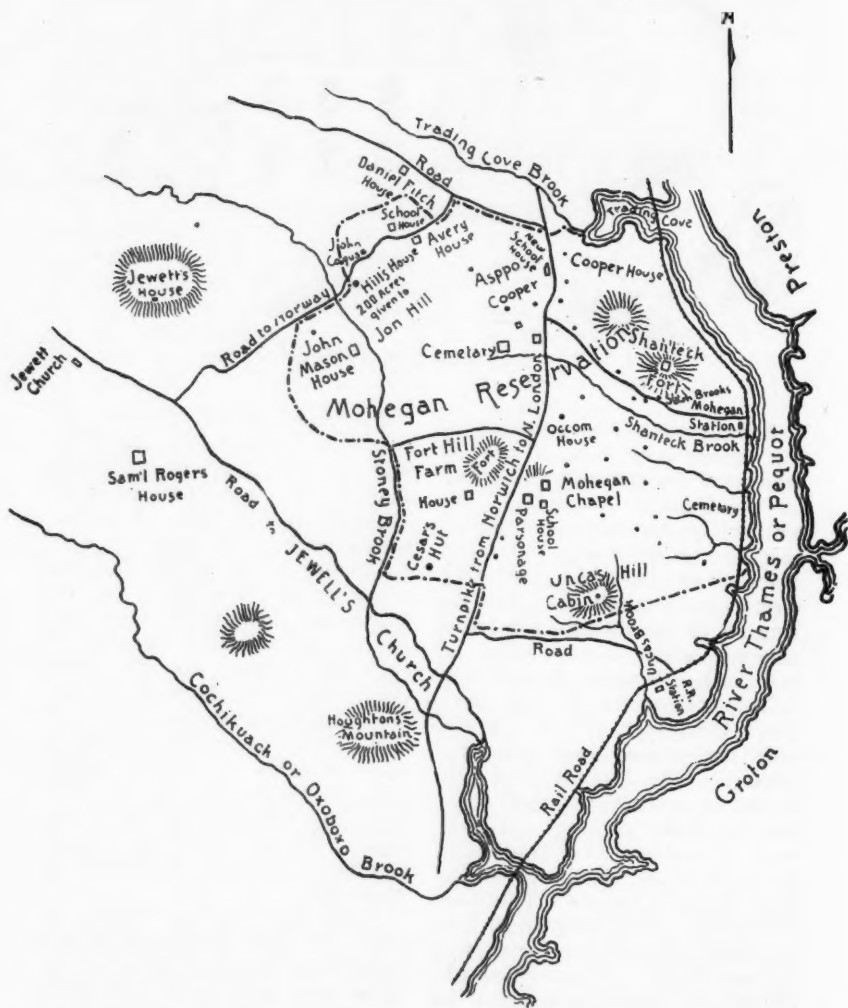 N
Trading Cove Brook
Road
Daniel Fitch
House
School
House
John
Avery
House
New
School
House
Trading Cove
Preston
Jewett's
House
Hill's House
200 Acres
given to
Jon Hill
Asppo
Cooper
Cooper House
Road to Norway
Jewett
Church
John
Mason
House
Cemetary
Shanteck
Fort
Mohegan Reservation
Brooks
Mohegan
Station
Shanteck Brook
Sam'l Rogers
House
Road to JEWELL'S Church
Stoney Brook
Fort Hill
Farm
Fort
House
Occom
House
Mohegan
Chapel
School
House
Parsonage
Cemetary
Cesar's
Hut
Turnpike from Norwich to N. London
Uncas Hill
Cabin
Uncas Brook
Road
R.R.
Station
River Thames or Pequot
Houghtons
Mountain
Cochikuack or Oxoboxo Brook
Rail Road
Groton